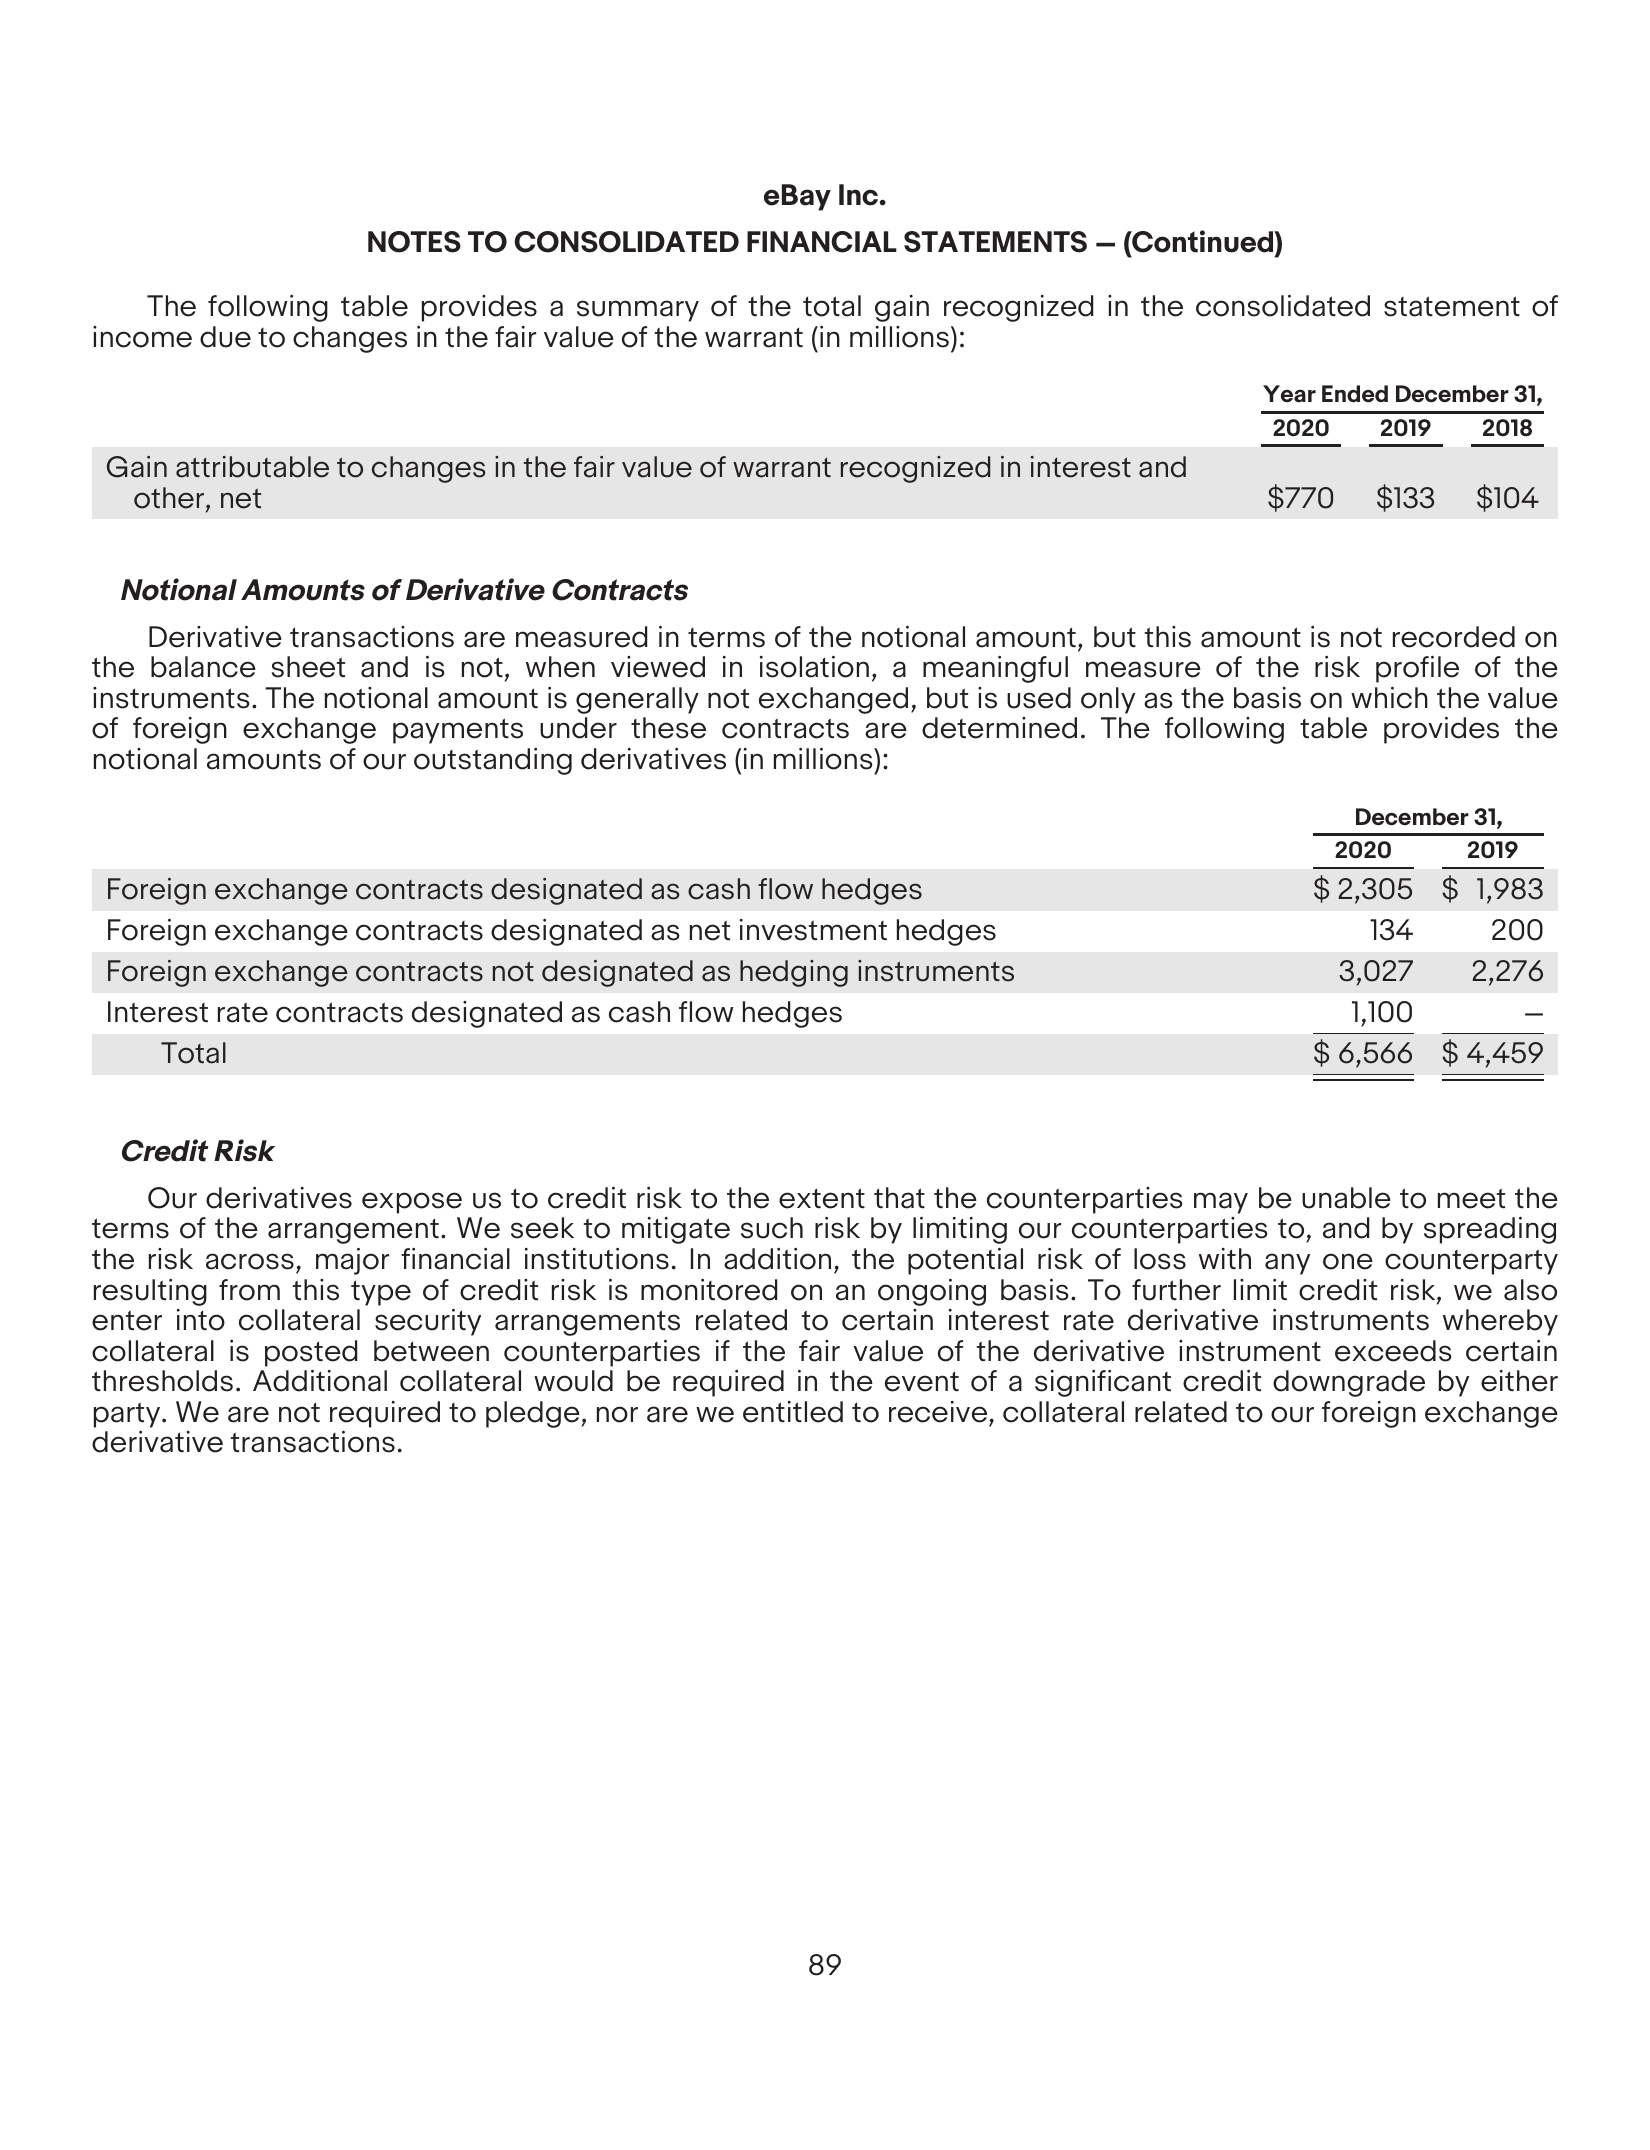 eBay Inc.
NOTES TO CONSOLIDATED FINANCIAL STATEMENTS — (Continued)
The following table provides a summary of the total gain recognized in the consolidated statement of
income due to changes in the fair value of the warrant (in millions):
Year Ended December 31,
2020 2019 2018
Gain attributable to changes in the fair value of warrant recognized in interest and
other, net $770 $133 $104
Notional Amounts of Derivative Contracts
Derivative transactions are measured in terms of the notional amount, but this amount is not recorded on
the balance sheet and is not, when viewed in isolation, a meaningful measure of the risk profile of the
instruments. The notional amount is generally not exchanged, but is used only as the basis on which the value
of foreign exchange payments under these contracts are determined. The following table provides the
notional amounts of our outstanding derivatives (in millions):
December 31,
2020 2019
Foreign exchange contracts designated as cash flow hedges $ 2,305 $ 1,983
Foreign exchange contracts designated as net investment hedges 134 200
Foreign exchange contracts not designated as hedging instruments 3,027 2,276
Interest rate contracts designated as cash flow hedges 1,100 —
Total $ 6,566 $ 4,459
Credit Risk
Our derivatives expose us to credit risk to the extent that the counterparties may be unable to meet the
terms of the arrangement. We seek to mitigate such risk by limiting our counterparties to, and by spreading
the risk across, major financial institutions. In addition, the potential risk of loss with any one counterparty
resulting from this type of credit risk is monitored on an ongoing basis. To further limit credit risk, we also
enter into collateral security arrangements related to certain interest rate derivative instruments whereby
collateral is posted between counterparties if the fair value of the derivative instrument exceeds certain
thresholds. Additional collateral would be required in the event of a significant credit downgrade by either
party. We are not required to pledge, nor are we entitled to receive, collateral related to our foreign exchange
derivative transactions.
89